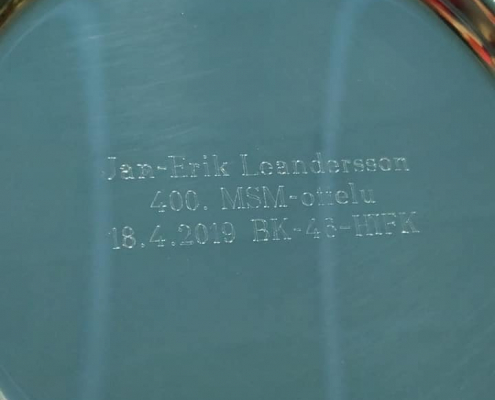 Jan-Erik Leandersson
400. MSM-ottelu
18.4.2019 BK-46-HIFK